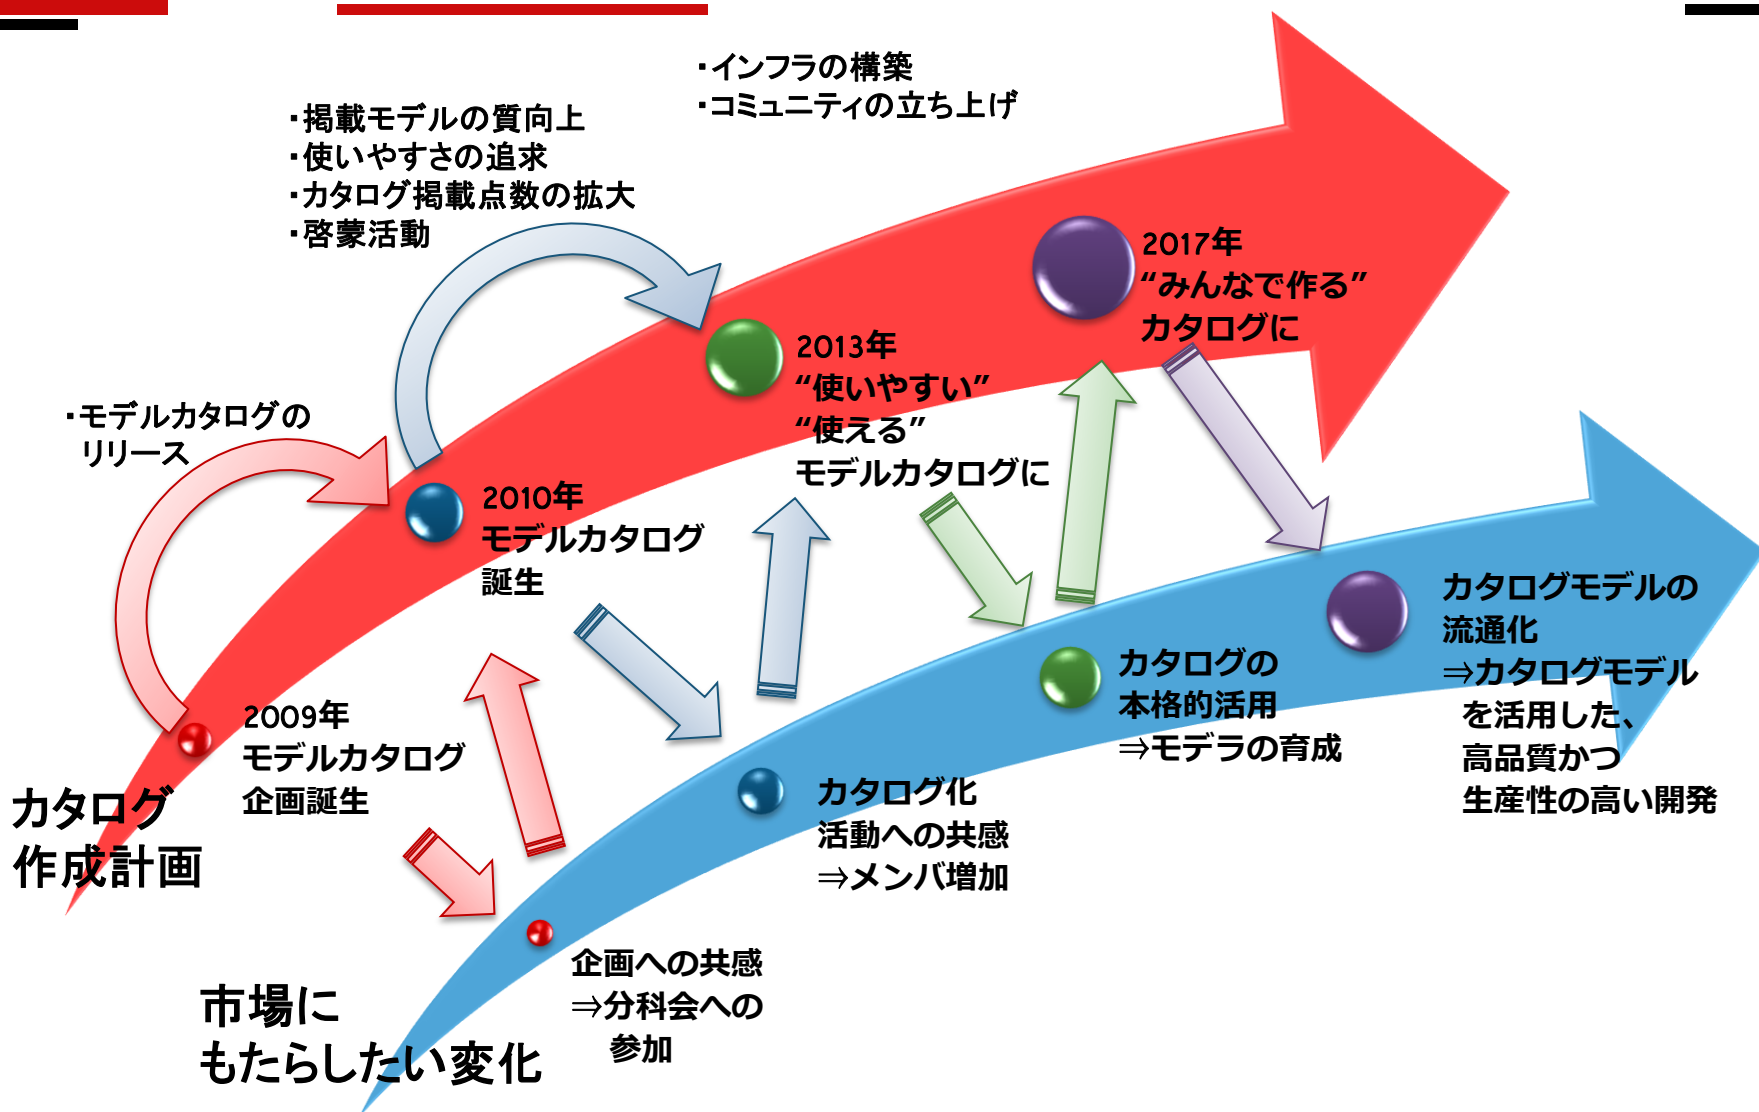 ・インフラの構築
・コミュニティの立ち上げ
・掲載モデルの質向上
・使いやすさの追求
・カタログ掲載点数の拡大
・啓蒙活動
・モデルカタログの
リリース
2017年
“みんなで作る”
カタログに
2013年
“使いやすい”
“使える”
モデルカタログに
2010年
モデルカタログ
誕生
2009年
モデルカタログ
企画誕生
カタログ
作成計画
カタログモデルの
流通化
⇒カタログモデル
を活用した、
高品質かつ
生産性の高い開発
カタログの
本格的活用
⇒モデラの育成
カタログ化
活動への共感
⇒メンバ増加
企画への共感
⇒分科会への
参加
市場に
もたらしたい変化